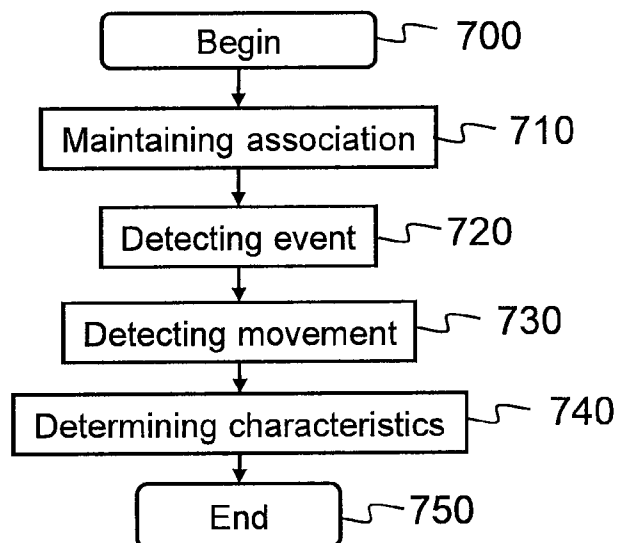 Begin 700
Maintaining association 710
Detecting event 720
Detecting movement 730
Determining characteristics 740
End 750